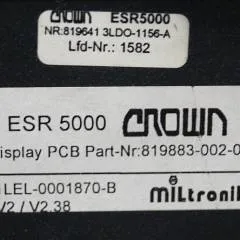 CROWN ESR5000
NR:819641 3LDO-1156-A
Lfd-Nr.: 1582
ESR 5000 CROWN
isplay PCB Part-Nr:819883-002-0
LEL-0001870-B miltronik
V2 / V2.38